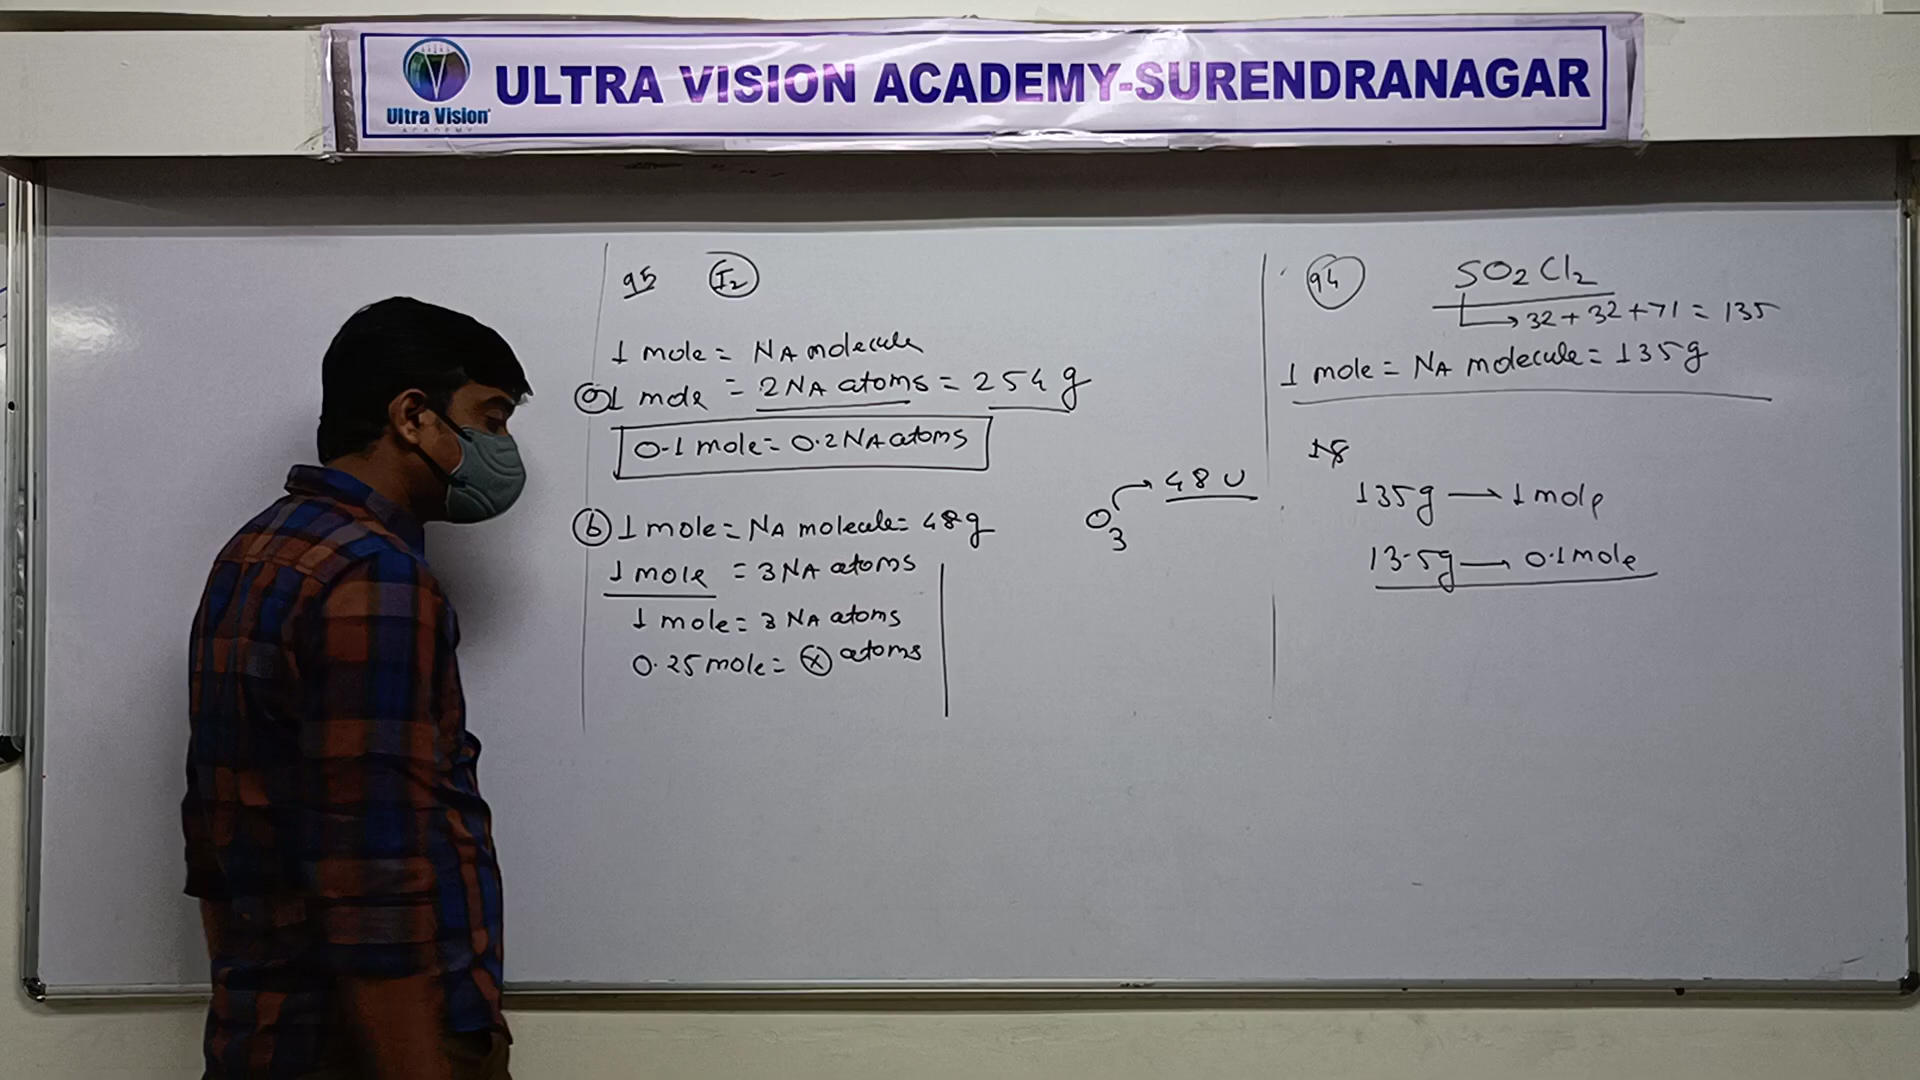 Ultra Vision
ACADEMY
ULTRA VISION ACADEMY-SURENDRANAGAR
95 I2
1 mole = NA molecule
(a) 1 mole = 2NA atoms = 254 g
0.1 mole = 0.2NA atoms
(b) 1 mole = NA molecule = 48g
1 mole = 3NA atoms
1 mole = 3 NA atoms
0.25 mole = (x) atoms
O3 → 48 U
94 SO2Cl2
→ 32 + 32 + 71 = 135
1 mole = NA molecule = 135g
135g → 1 mole
13.5g — 0.1 mole